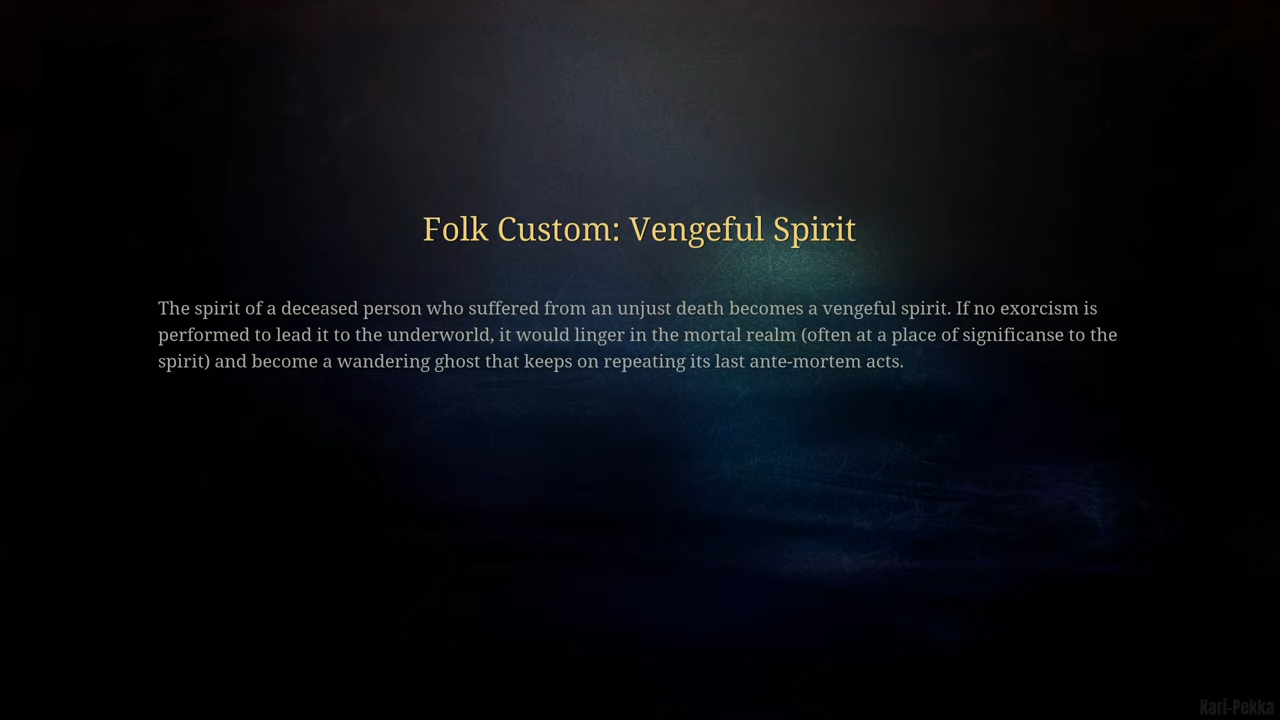 Folk Custom: Vengeful Spirit
The spirit of a deceased person who suffered from an unjust death becomes a vengeful spirit. If no exorcism is
performed to lead it to the underworld, it would linger in the mortal realm (often at a place of significanse to the
spirit) and become a wandering ghost that keeps on repeating its last ante-mortem acts.
Kari-Pekka